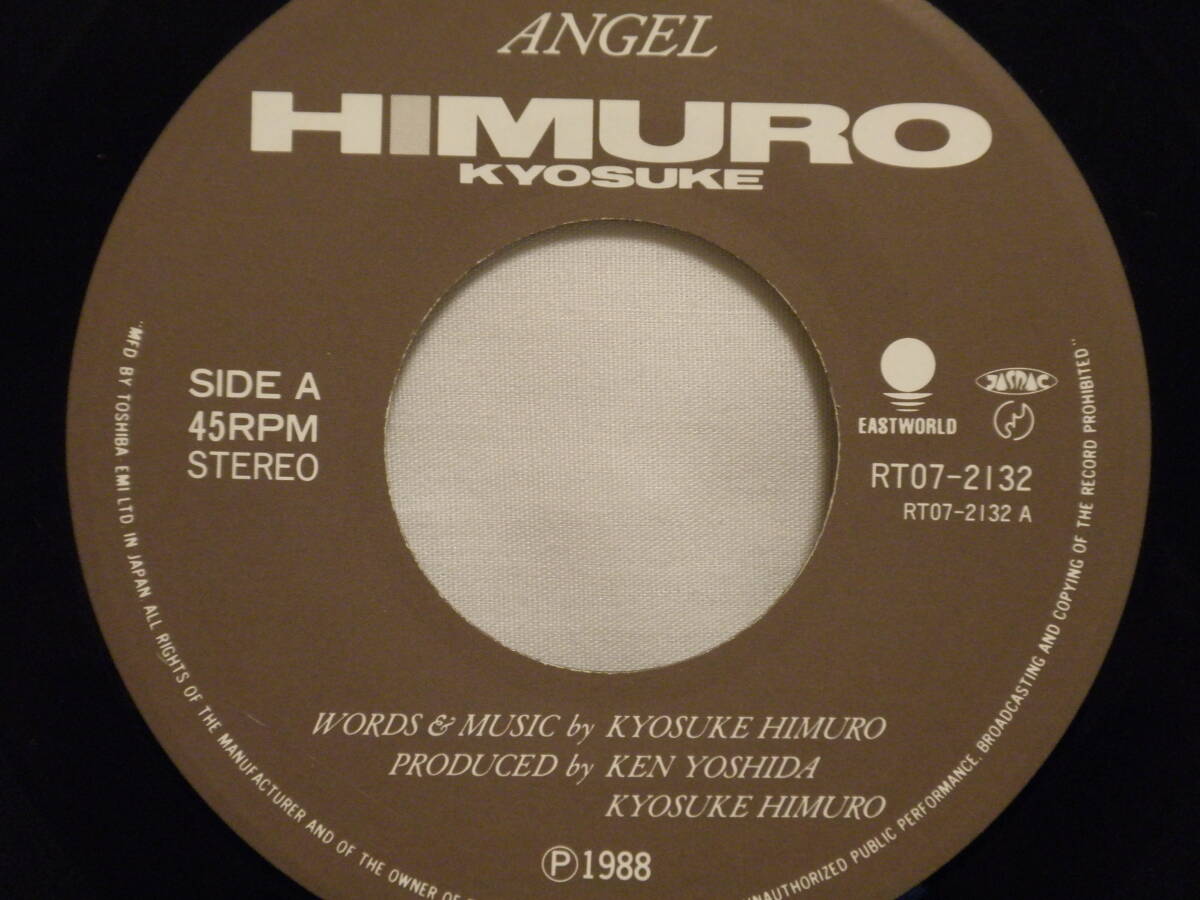 ANGEL
HIMURO
KYOSUKE
SIDE A
45RPM
STEREO
EASTWORLD
JASRAC
RT07-2132
RT07-2132 A
WORDS & MUSIC by KYOSUKE HIMURO
PRODUCED by KEN YOSHIDA
KYOSUKE HIMURO
Ⓟ1988
"MFD BY TOSHIBA EMI LTD IN JAPAN ALL RIGHTS OF THE MANUFACTURER AND OF THE OWNER OF
PUBLIC PERFORMANCE, BROADCASTING AND COPYING OF THE RECORD PROHIBITED"